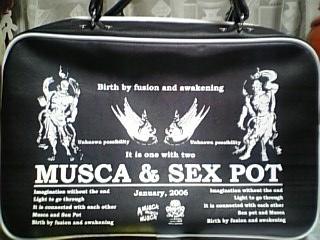 Birth by fusion and awakening
Unknown possibility
Unknown possibility
It is one with two
MUSCA & SEX POT
January, 2006
Imagination without the end
Light to go through
It is connected with each other
Musca and Sex Pot
Birth by fusion and awakening
MUSCA
Imagination without the end
Light to go through
It is connected with each other
Sex pot and Musca
Birth by fusion and awakening